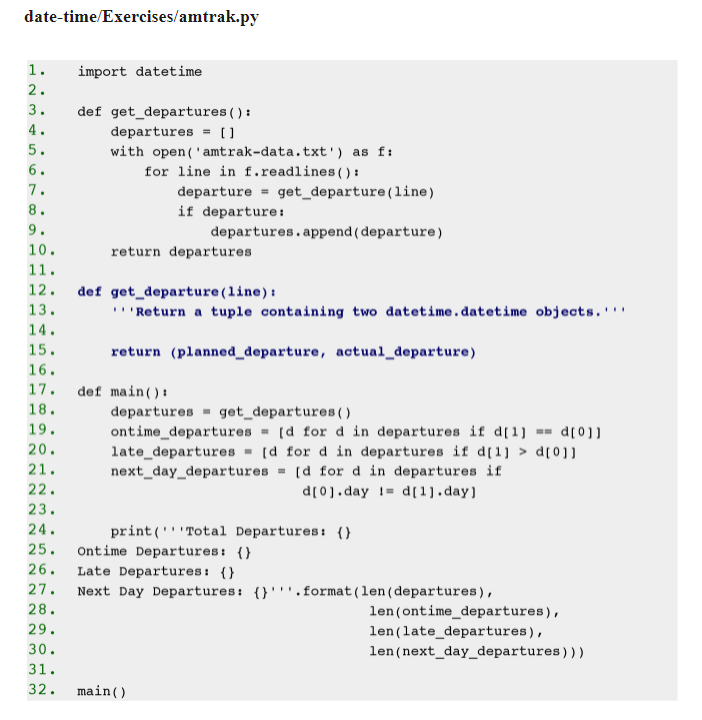 date-time/Exercises/amtrak.py
1. import datetime
2.
3. def get_departures():
4.     departures = []
5.     with open('amtrak-data.txt') as f:
6.         for line in f.readlines():
7.             departure = get_departure(line)
8.             if departure:
9.                 departures.append(departure)
10.     return departures
11.
12. def get_departure(line):
13.     '''Return a tuple containing two datetime.datetime objects.'''
14.
15.     return (planned_departure, actual_departure)
16.
17. def main():
18.     departures = get_departures()
19.     ontime_departures = [d for d in departures if d[1] == d[0]]
20.     late_departures = [d for d in departures if d[1] > d[0]]
21.     next_day_departures = [d for d in departures if
22.                            d[0].day != d[1].day]
23.
24.     print('''Total Departures: {}
25. Ontime Departures: {}
26. Late Departures: {}
27. Next Day Departures: {}'''.format(len(departures),
28.                                    len(ontime_departures),
29.                                    len(late_departures),
30.                                    len(next_day_departures)))
31.
32. main()